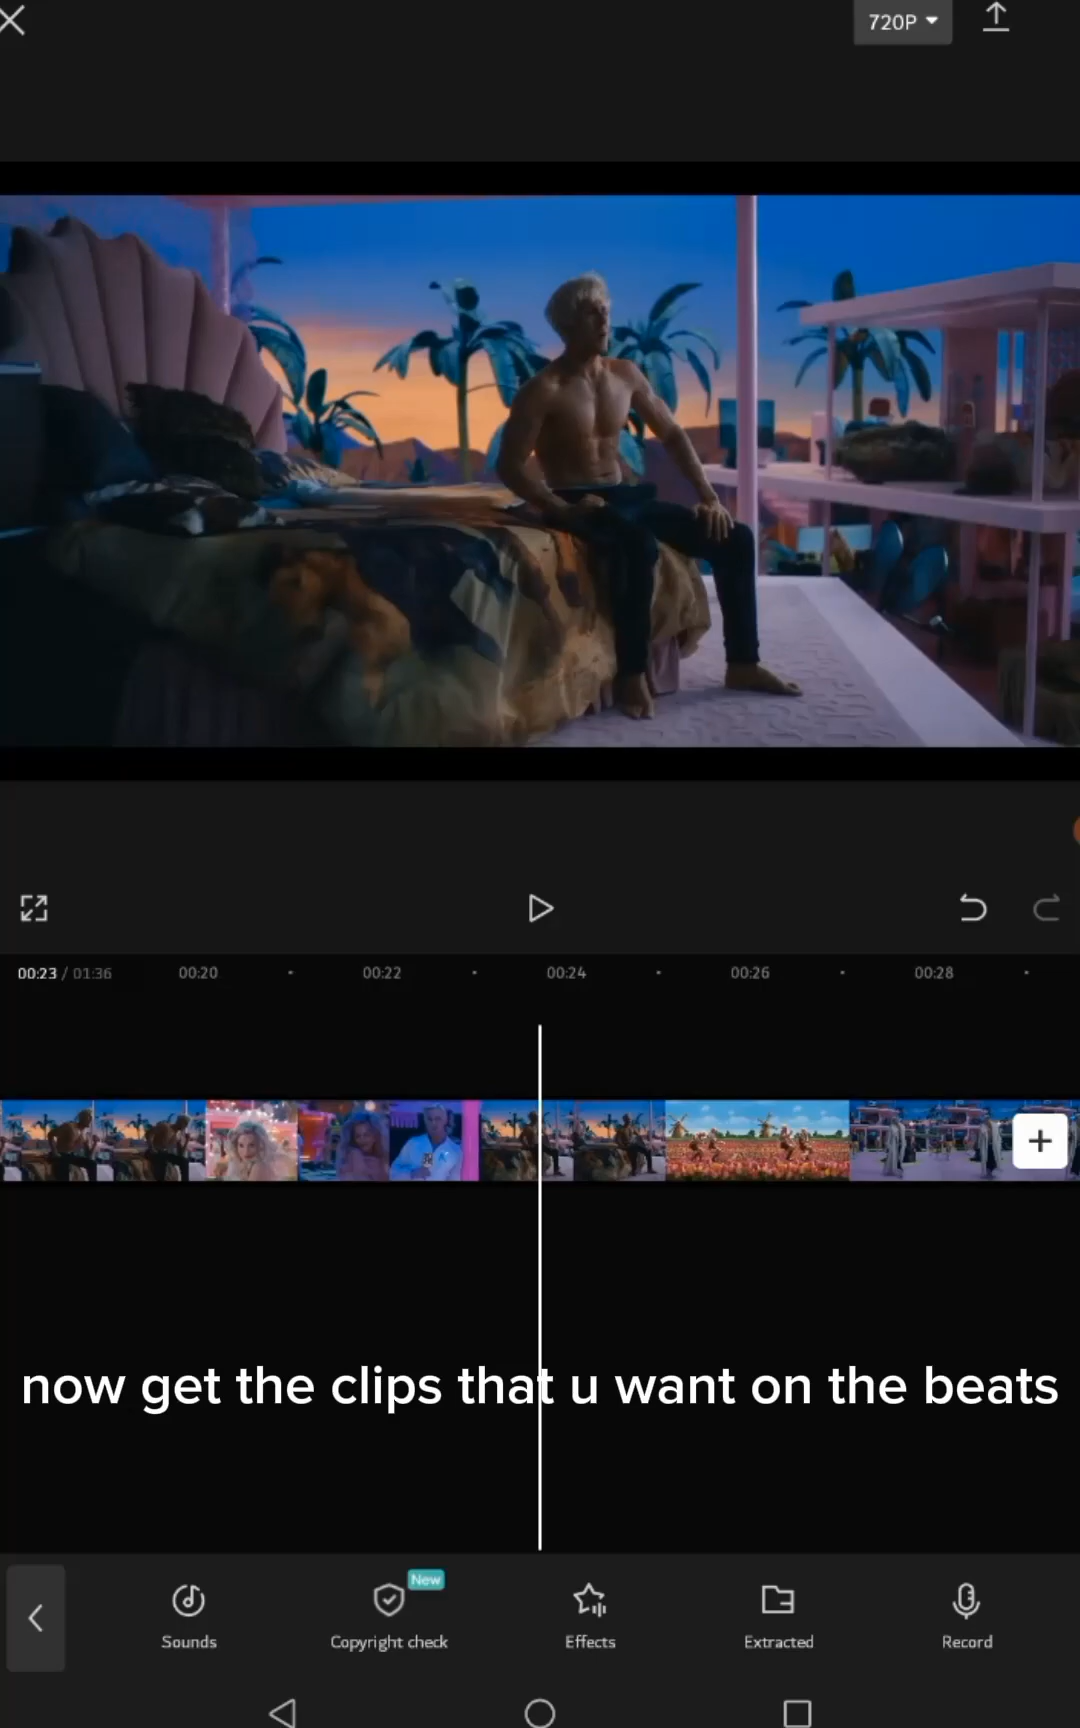 720P
00:23 / 01:36 00:20 00:22 00:24 00:26 00:28
now get the clips that u want on the beats
New
Sounds Copyright check Effects Extracted Record